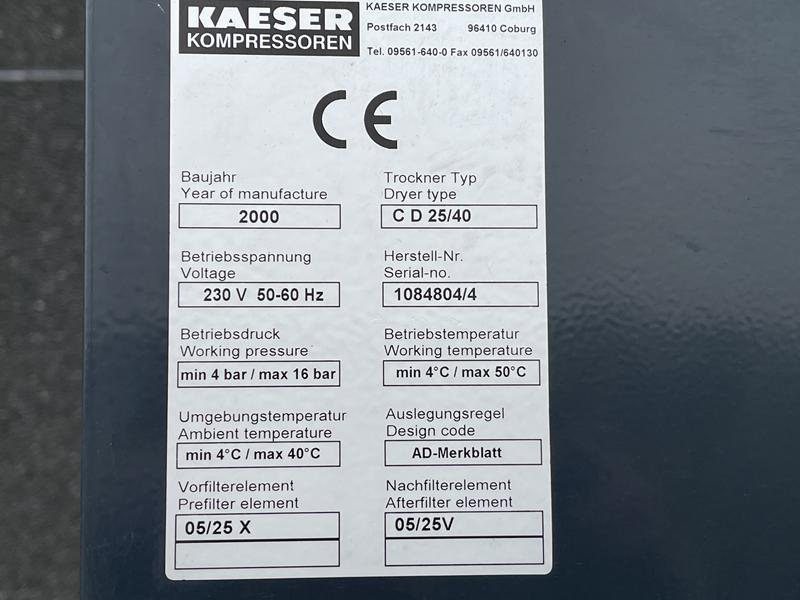 KAESER
KOMPRESSOREN
KAESER KOMPRESSOREN GmbH
Postfach 2143 96410 Coburg
Tel. 09561-640-0 Fax 09561/640130
CE
Baujahr
Year of manufacture
2000
Trockner Typ
Dryer type
C D 25/40
Betriebsspannung
Voltage
230 V 50-60 Hz
Herstell-Nr.
Serial-no.
1084804/4
Betriebsdruck
Working pressure
min 4 bar / max 16 bar
Betriebstemperatur
Working temperature
min 4°C / max 50°C
Umgebungstemperatur
Ambient temperature
min 4°C / max 40°C
Auslegungsregel
Design code
AD-Merkblatt
Vorfilterelement
Prefilter element
05/25 X
Nachfilterelement
Afterfilter element
05/25V